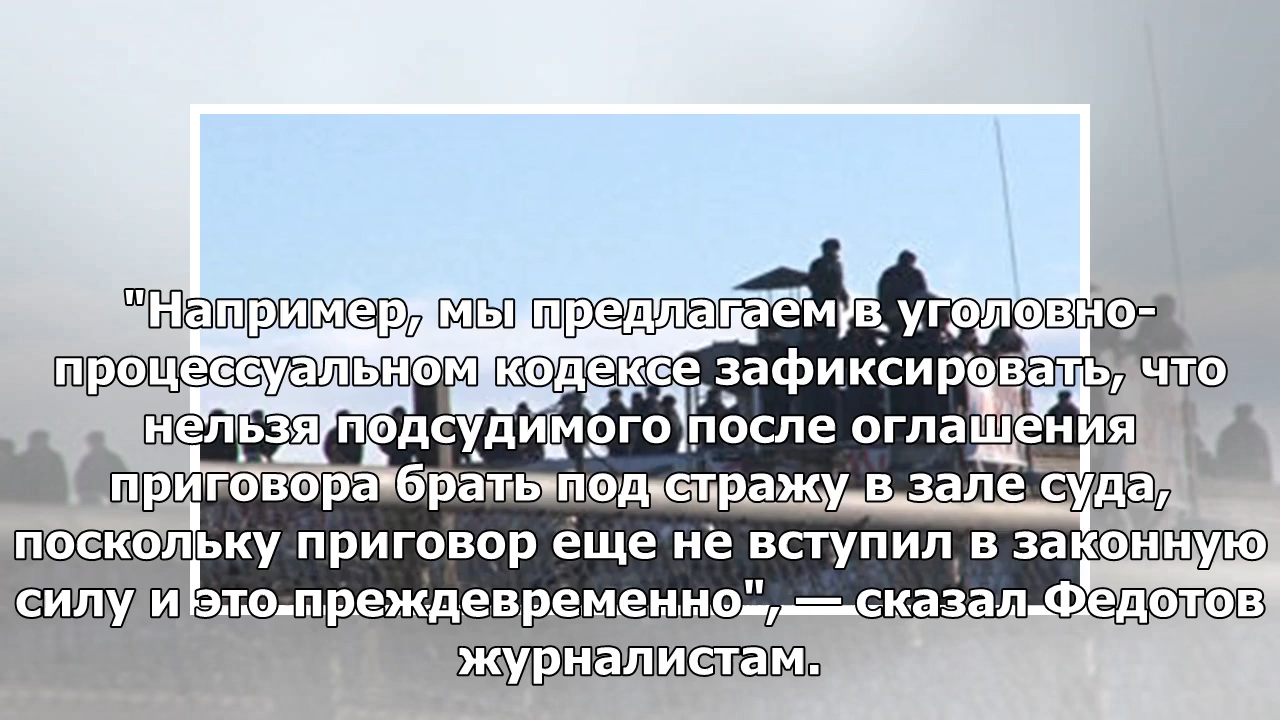 "Например, мы предлагаем в уголовно-
процессуальном кодексе зафиксировать, что
нельзя подсудимого после оглашения
приговора брать под стражу в зале суда,
поскольку приговор еще не вступил в законную
силу и это преждевременно", — сказал Федотов
журналистам.